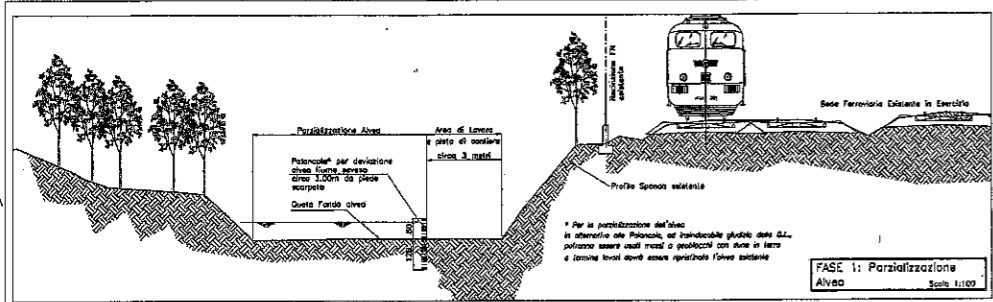 Parzializzazione Alveo
Area di Lavoro
e pista di cantiere
circa 3 metri
Palancole* per deviazione
alveo fiume seveso
circa 3.00m da piede
scarpata
Quota Fondo alveo
Recinzione FN
esistente
Sede Ferroviaria Esistente in Esercizio
Profilo Sponda esistente
* Per la parzializzazione dell'alveo
in alternativa alle Palancole, ad insindacabile giudizio della D.L.,
potranno essere usati massi o geoblocchi con dune in terra
a termine lavori dovrà essere ripristinato l'alveo esistente
FASE 1: Parzializzazione
Alveo
Scala 1:100